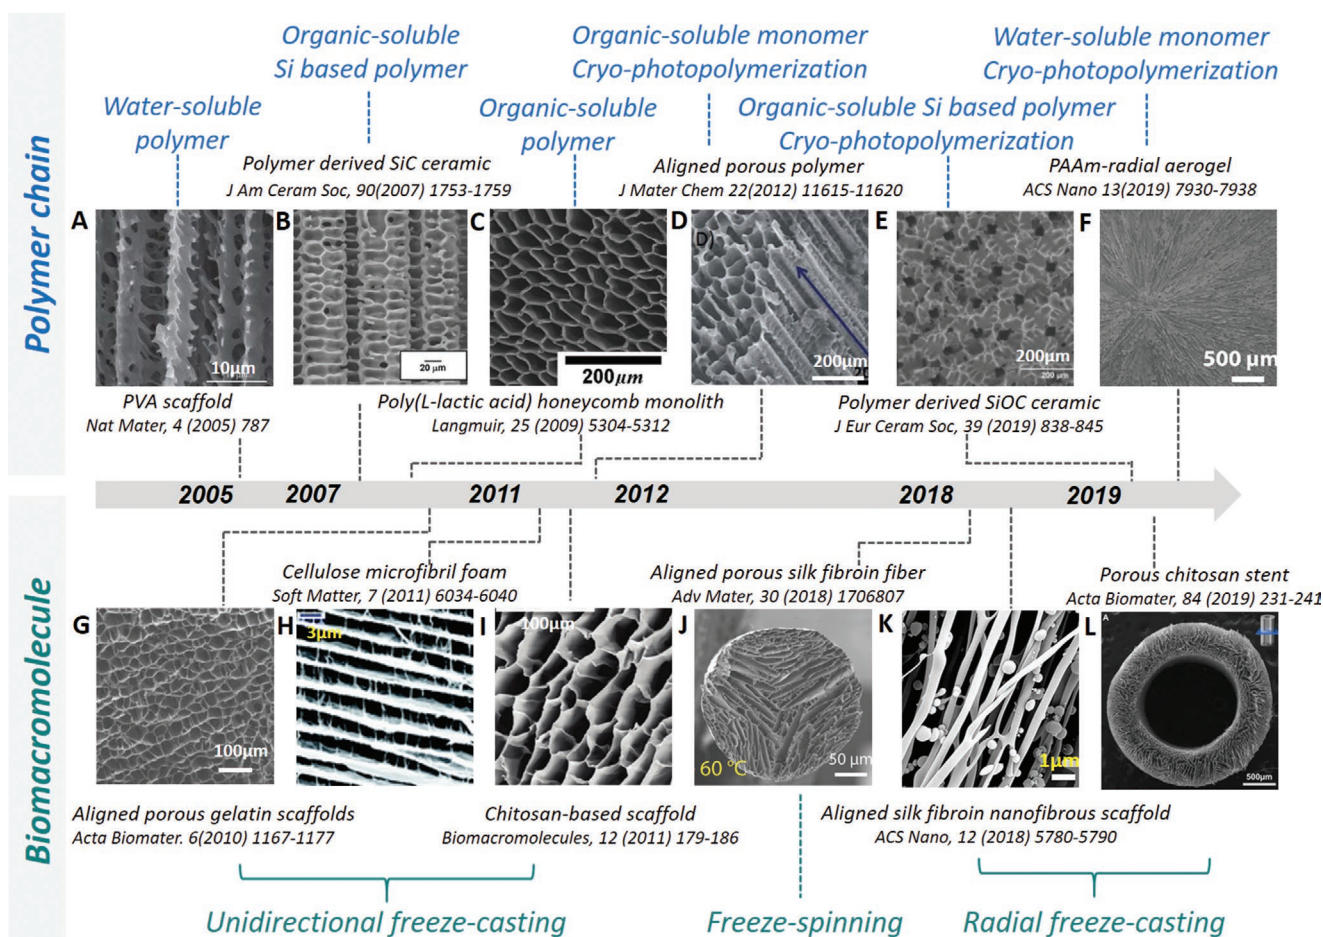 Polymer chain
Organic-soluble
Si based polymer
Organic-soluble monomer
Cryo-photopolymerization
Water-soluble monomer
Cryo-photopolymerization
Water-soluble
polymer
Organic-soluble
polymer
Organic-soluble Si based polymer
Cryo-photopolymerization
Polymer derived SiC ceramic
J Am Ceram Soc, 90(2007) 1753-1759
Aligned porous polymer
J Mater Chem 22(2012) 11615-11620
PAAm-radial aerogel
ACS Nano 13(2019) 7930-7938
A
10μm
B
20 μm
C
200μm
D
(D)
200μm
E
200μm
200 μm
F
500 μm
PVA scaffold
Nat Mater, 4 (2005) 787
Poly(L-lactic acid) honeycomb monolith
Langmuir, 25 (2009) 5304-5312
Polymer derived SiOC ceramic
J Eur Ceram Soc, 39 (2019) 838-845
2005
2007
2011
2012
2018
2019
Biomacromolecule
Cellulose microfibril foam
Soft Matter, 7 (2011) 6034-6040
Aligned porous silk fibroin fiber
Adv Mater, 30 (2018) 1706807
Porous chitosan stent
Acta Biomater, 84 (2019) 231-241
G
100μm
H
3μm
I
100μm
J
60 °C
50 μm
K
1μm
L
A
500μm
Aligned porous gelatin scaffolds
Acta Biomater. 6(2010) 1167-1177
Chitosan-based scaffold
Biomacromolecules, 12 (2011) 179-186
Aligned silk fibroin nanofibrous scaffold
ACS Nano, 12 (2018) 5780-5790
Unidirectional freeze-casting
Freeze-spinning
Radial freeze-casting